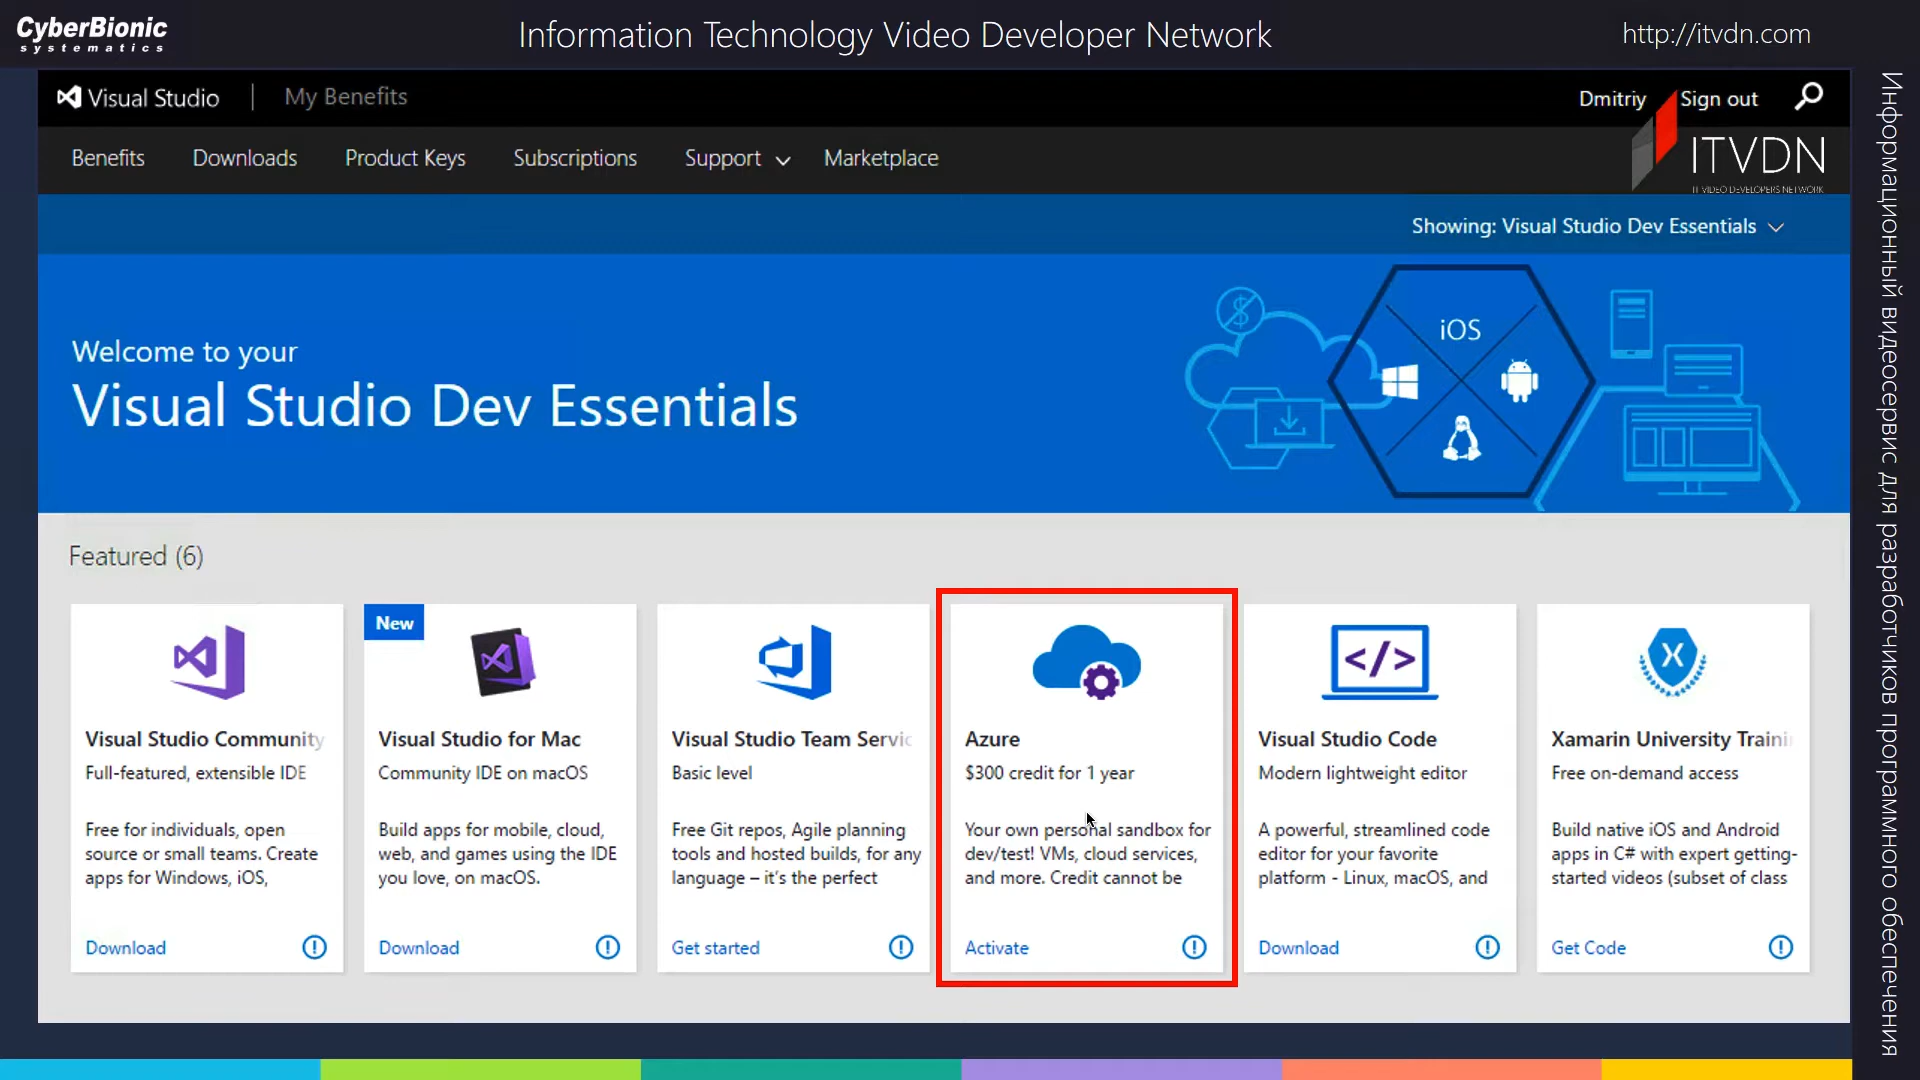 CyberBionic
systematics
Information Technology Video Developer Network
http://itvdn.com
Visual Studio
My Benefits
Dmitriy
Sign out
Benefits
Downloads
Product Keys
Subscriptions
Support
Marketplace
ITVDN
IT VIDEO DEVELOPERS NETWORK
Showing: Visual Studio Dev Essentials
Welcome to your
Visual Studio Dev Essentials
iOS
Featured (6)
Visual Studio Community
Full-featured, extensible IDE
Free for individuals, open
source or small teams. Create
apps for Windows, iOS,
Download
New
Visual Studio for Mac
Community IDE on macOS
Build apps for mobile, cloud,
web, and games using the IDE
you love, on macOS.
Download
Visual Studio Team Servic
Basic level
Free Git repos, Agile planning
tools and hosted builds, for any
language – it's the perfect
Get started
Azure
$300 credit for 1 year
Your own personal sandbox for
dev/test! VMs, cloud services,
and more. Credit cannot be
Activate
</>
Visual Studio Code
Modern lightweight editor
A powerful, streamlined code
editor for your favorite
platform - Linux, macOS, and
Download
X
Xamarin University Traini
Free on-demand access
Build native iOS and Android
apps in C# with expert getting-
started videos (subset of class
Get Code
Информационный видеосервис для разработчиков программного обеспечения